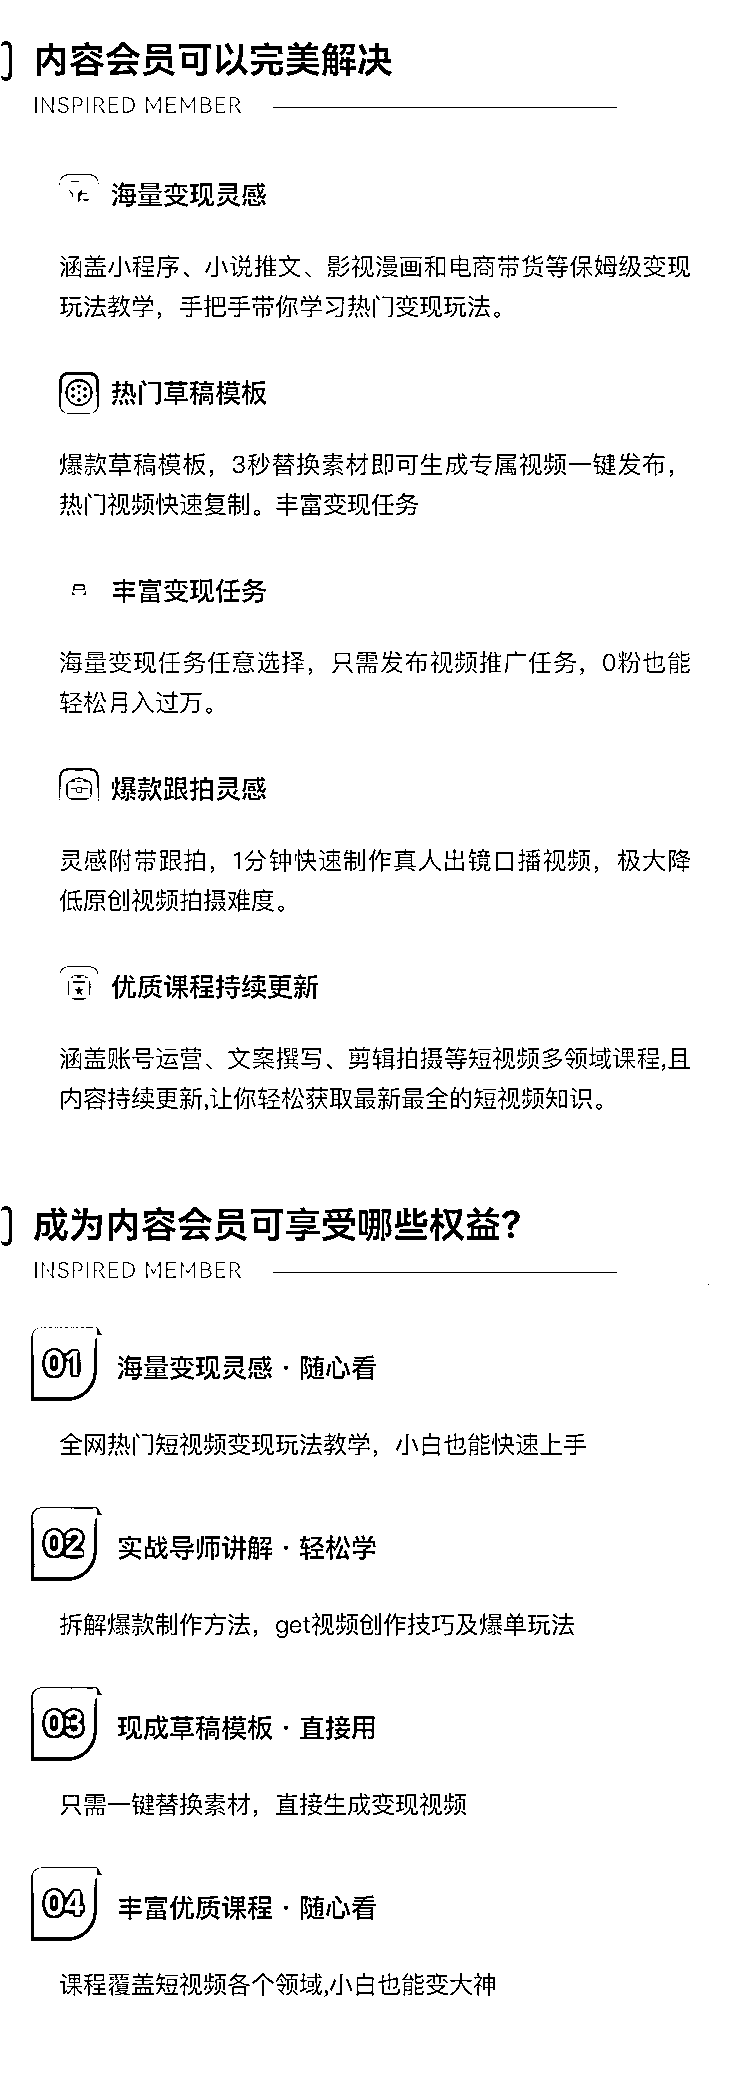 内容会员可以完美解决
INSPIRED MEMBER
海量变现灵感
涵盖小程序、小说推文、影视漫画和电商带货等保姆级变现
玩法教学，手把手带你学习热门变现玩法。
热门草稿模板
爆款草稿模板，3秒替换素材即可生成专属视频一键发布，
热门视频快速复制。丰富变现任务
丰富变现任务
海量变现任务任意选择，只需发布视频推广任务，0粉也能
轻松月入过万。
爆款跟拍灵感
灵感附带跟拍，1分钟快速制作真人出镜口播视频，极大降
低原创视频拍摄难度。
优质课程持续更新
涵盖账号运营、文案撰写、剪辑拍摄等短视频多领域课程,且
内容持续更新,让你轻松获取最新最全的短视频知识。
成为内容会员可享受哪些权益？
INSPIRED MEMBER
01 海量变现灵感·随心看
全网热门短视频变现玩法教学，小白也能快速上手
02 实战导师讲解·轻松学
拆解爆款制作方法，get视频创作技巧及爆单玩法
03 现成草稿模板·直接用
只需一键替换素材，直接生成变现视频
04 丰富优质课程·随心看
课程覆盖短视频各个领域,小白也能变大神